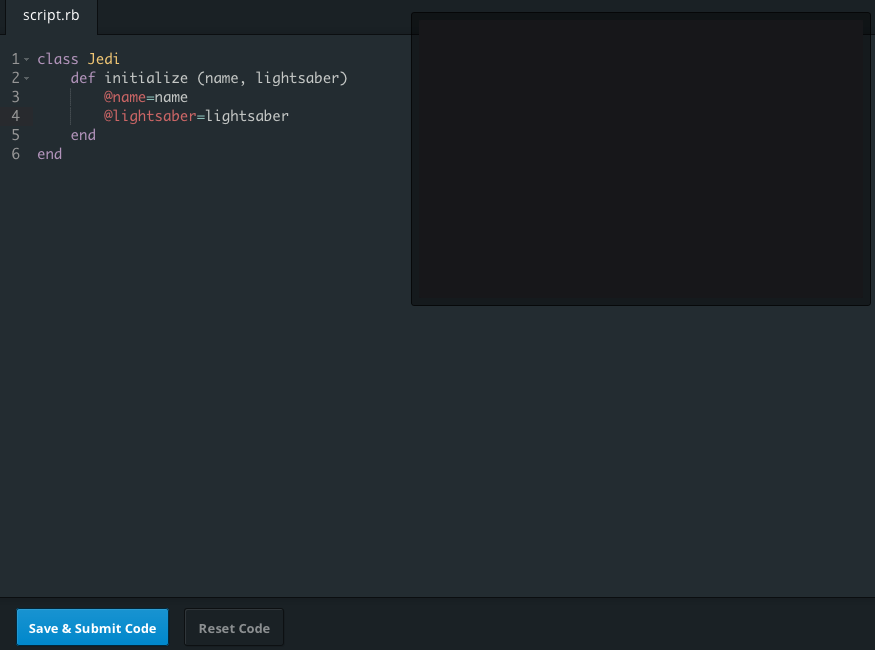 script.rb
1 class Jedi
2     def initialize (name, lightsaber)
3         @name=name
4         @lightsaber=lightsaber
5     end
6 end
Save & Submit Code
Reset Code